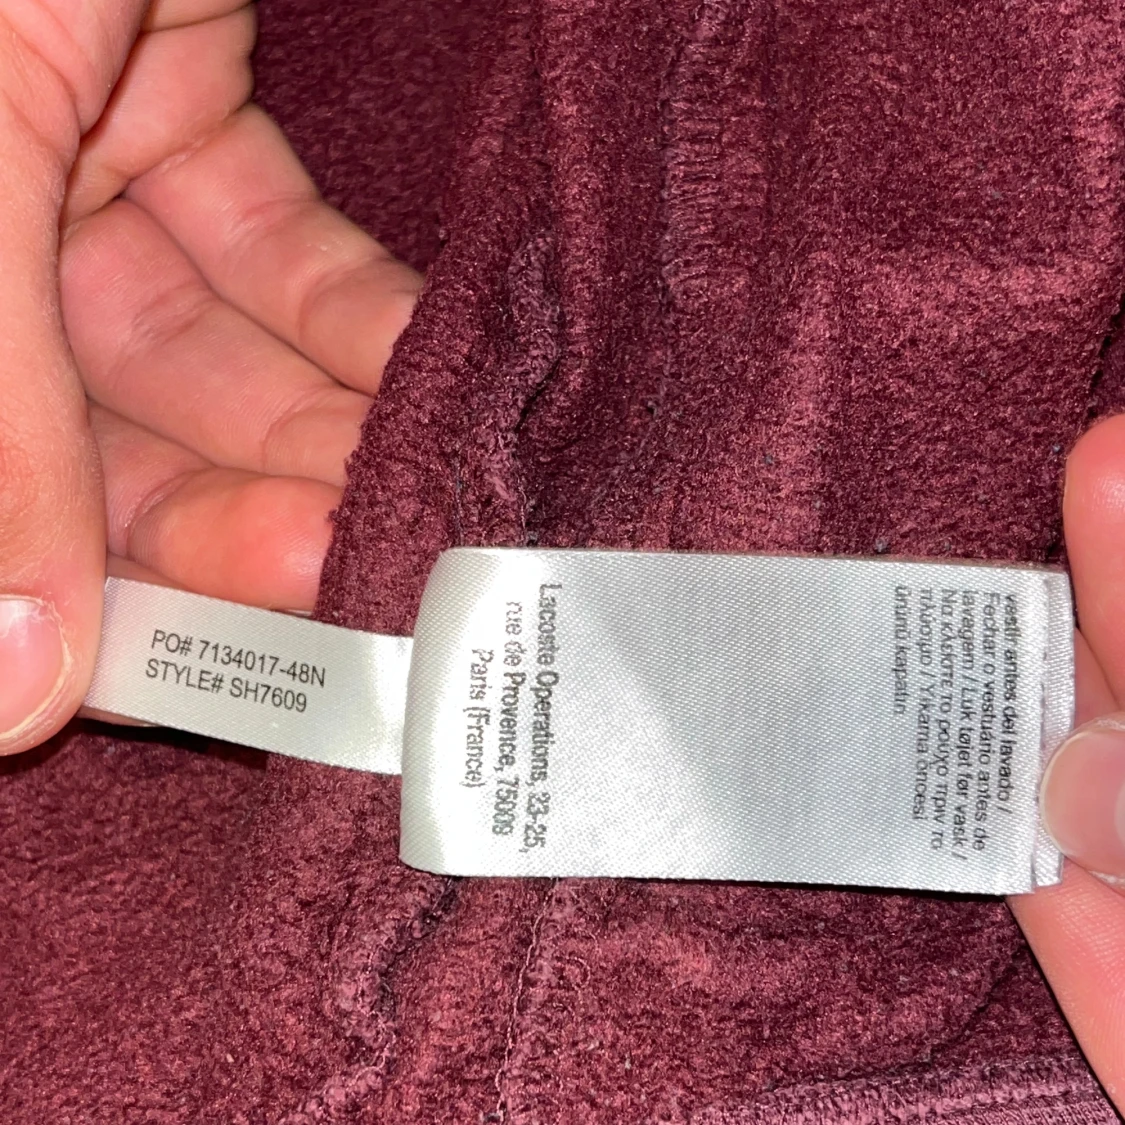 PO# 7134017-48N
STYLE# SH7609
Lacoste Operations, 23-25,
rue de Provence, 75009
Paris (France)
vestir antes del lavado /
Fechar o vestuário antes de
lavagem / Luk tøjet før vask /
Να κλείσετε το ρούχο πριν το
πλύσιμο / Yıkama öncesi
ürünü kapatın